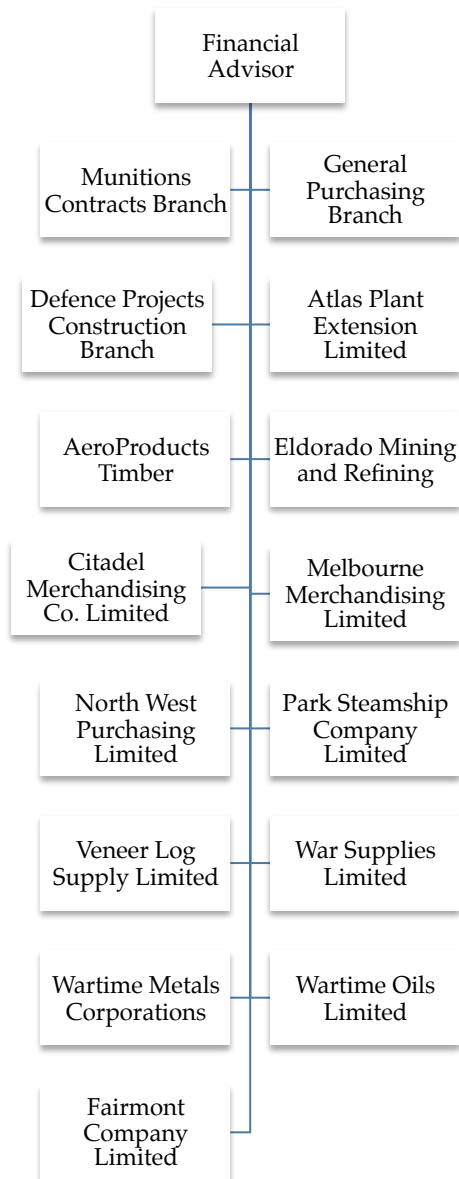 Financial
Advisor
Munitions
Contracts Branch
General
Purchasing
Branch
Defence Projects
Construction
Branch
Atlas Plant
Extension
Limited
AeroProducts
Timber
Eldorado Mining
and Refining
Citadel
Merchandising
Co. Limited
Melbourne
Merchandising
Limited
North West
Purchasing
Limited
Park Steamship
Company
Limited
Veneer Log
Supply Limited
War Supplies
Limited
Wartime Metals
Corporations
Wartime Oils
Limited
Fairmont
Company
Limited